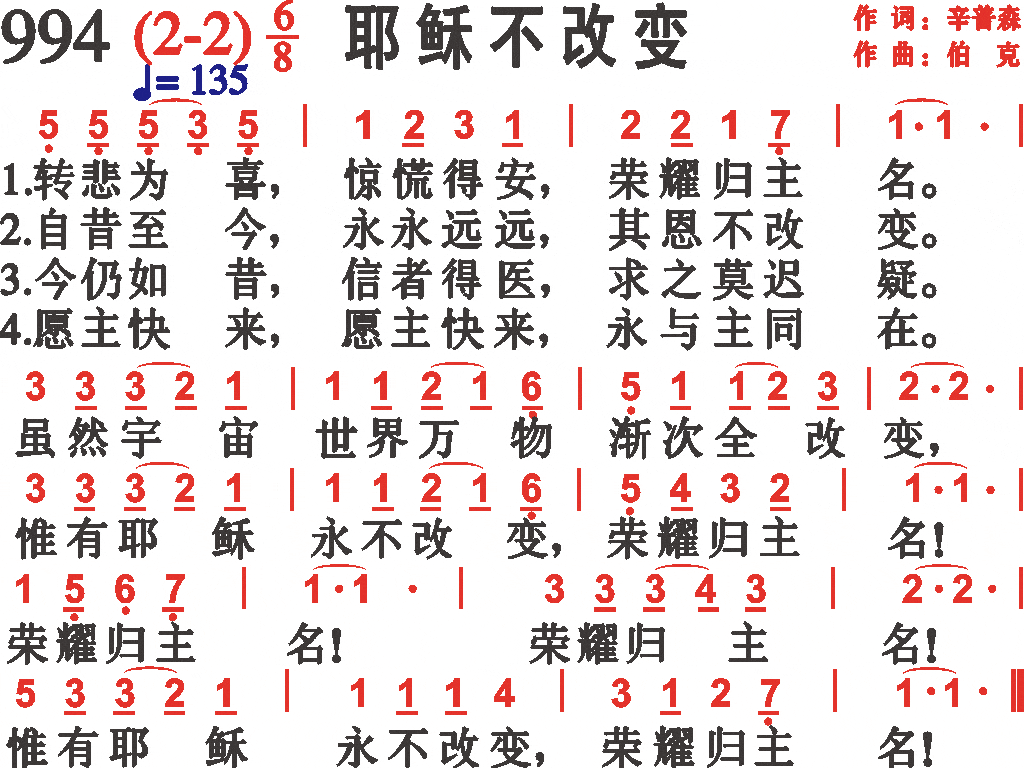 994 (2-2) 6/8 耶稣不改变 作 词：辛普森
♩= 135 作 曲：伯 克
5 5 5 3 5 | 1 2 3 1 | 2 2 1 7 | 1 · 1 · |
1.转悲为 喜， 惊慌得安， 荣耀归主 名。
2.自昔至 今， 永永远远， 其恩不改 变。
3.今仍如 昔， 信者得医， 求之莫迟 疑。
4.愿主快 来， 愿主快来， 永与主同 在。
3 3 3 2 1 | 1 1 2 1 6 | 5 1 1 2 3 | 2 · 2 · |
虽然宇 宙 世界万 物 渐次全 改 变，
3 3 3 2 1 | 1 1 2 1 6 | 5 4 3 2 | 1 · 1 · |
惟有耶 稣 永不改 变，荣耀归主 名！
1 5 6 7 | 1 · 1 · | 3 3 3 4 3 | 2 · 2 · |
荣耀归主 名！ 荣耀归 主 名！
5 3 3 2 1 | 1 1 1 4 | 3 1 2 7 | 1 · 1 · ‖
惟有耶 稣 永不改变， 荣耀归主 名！